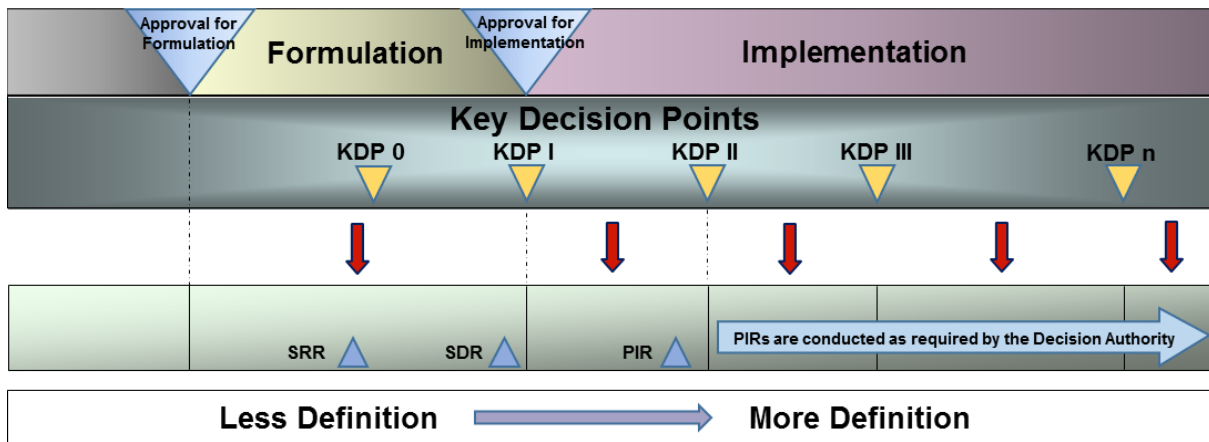 Approval for
Formulation
Formulation
Approval for
Implementation
Implementation
Key Decision Points
KDP 0
KDP I
KDP II
KDP III
KDP n
SRR
SDR
PIR
PIRs are conducted as required by the Decision Authority
Less Definition
More Definition